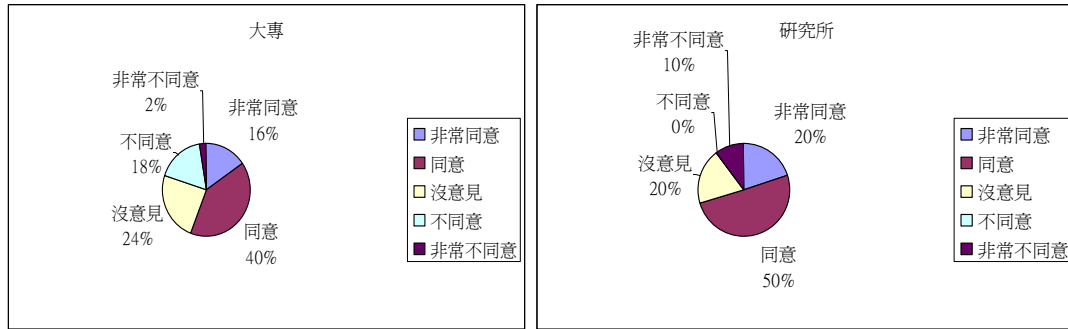 大專
非常不同意
2%
非常同意
16%
不同意
18%
沒意見
24%
同意
40%
非常同意
同意
沒意見
不同意
非常不同意
研究所
非常不同意
10%
不同意
0%
非常同意
20%
沒意見
20%
同意
50%
非常同意
同意
沒意見
不同意
非常不同意